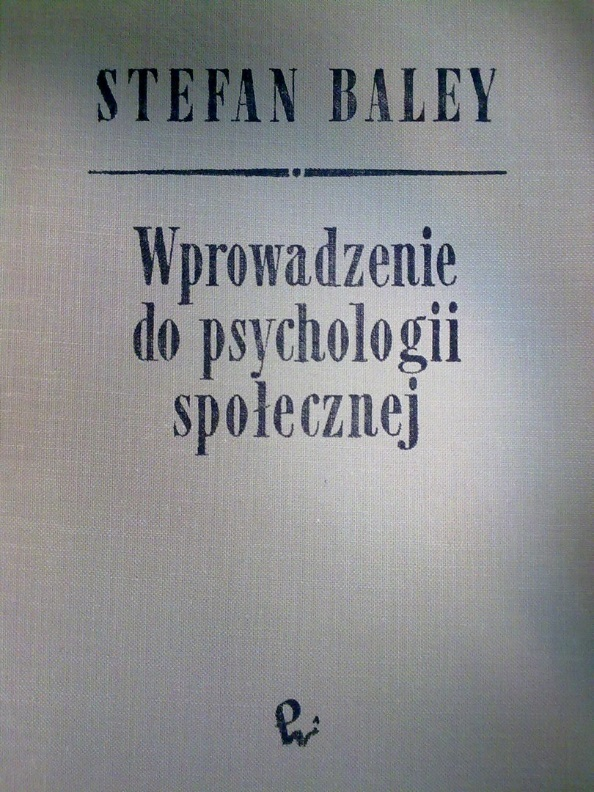 STEFAN BALEY
Wprowadzenie
do psychologii
społecznej